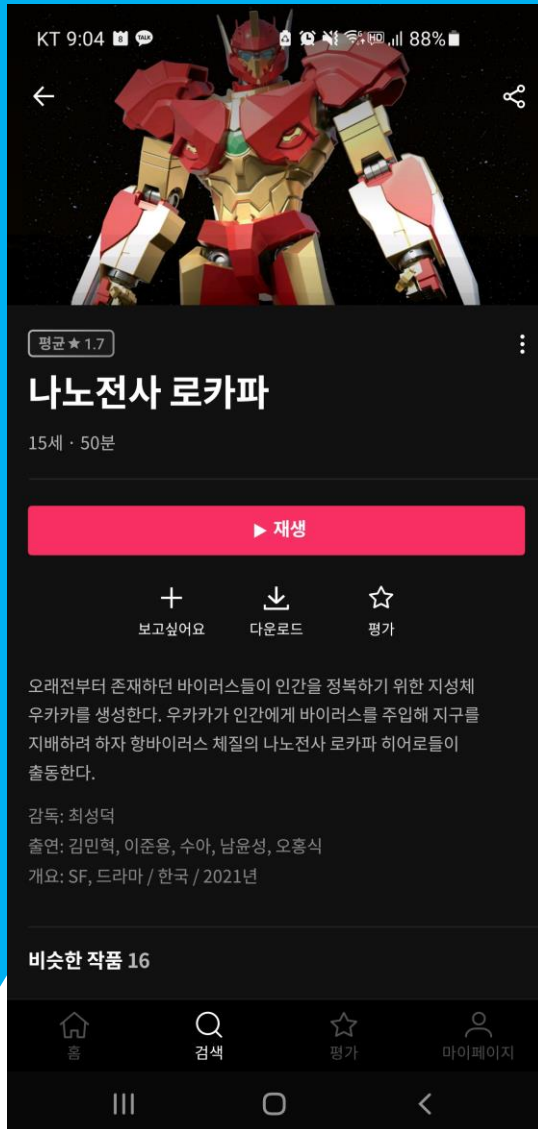 KT 9:04 8 TALK HD 88%
평균 ★ 1.7
나노전사 로카파
15세 · 50분
▶ 재생
보고싶어요 다운로드 평가
오래전부터 존재하던 바이러스들이 인간을 정복하기 위한 지성체
우카카를 생성한다. 우카카가 인간에게 바이러스를 주입해 지구를
지배하려 하자 항바이러스 체질의 나노전사 로카파 히어로들이
출동한다.
감독: 최성덕
출연: 김민혁, 이준용, 수아, 남윤성, 오홍식
개요: SF, 드라마 / 한국 / 2021년
비슷한 작품 16
홈 검색 평가 마이페이지